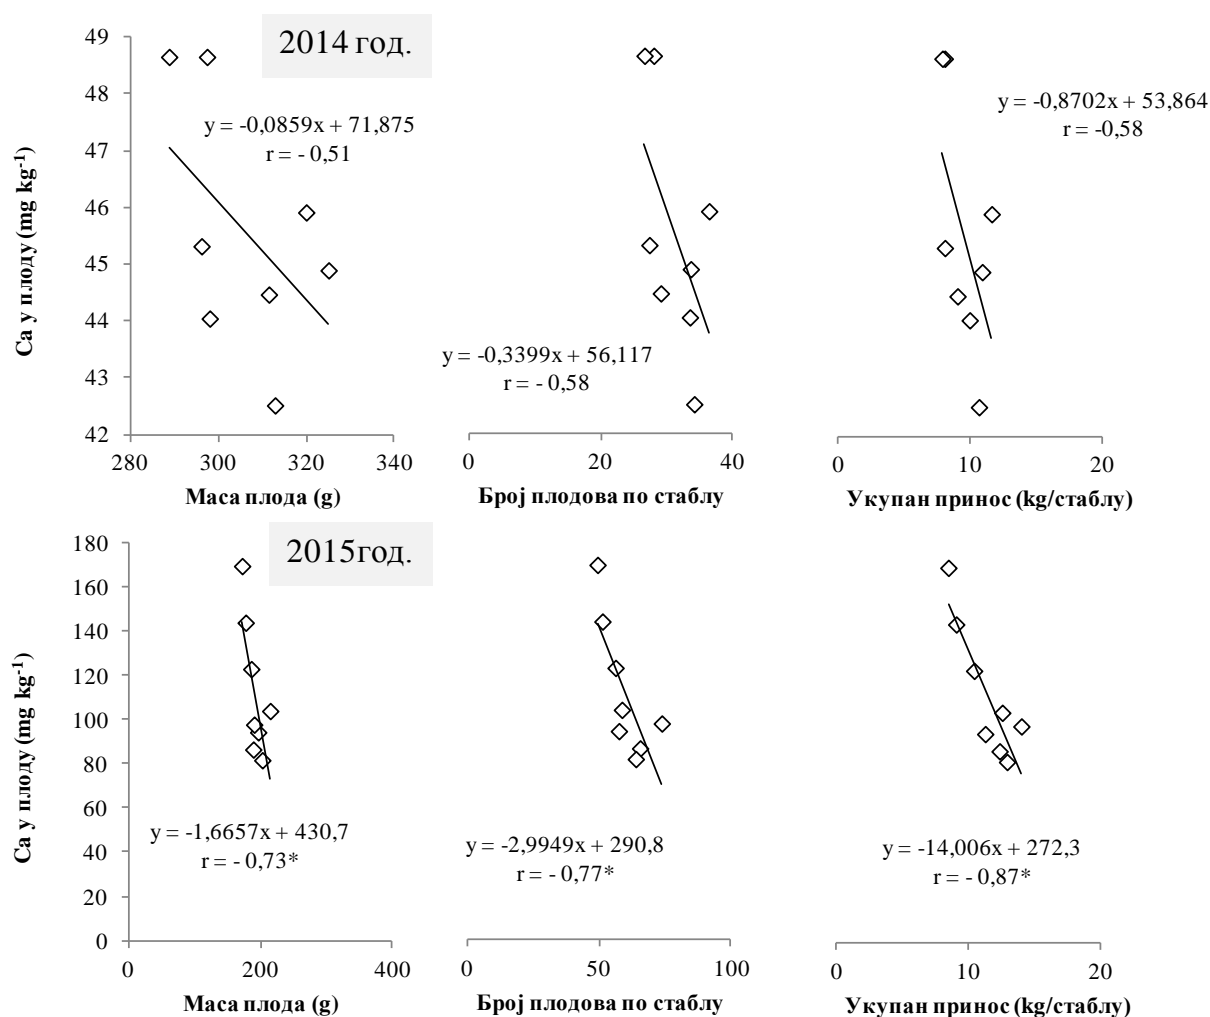 2014 год.
49
48
47
46
45
44
43
42
Ca у плоду (mg kg⁻¹)
y = -0,0859x + 71,875
r = - 0,51
280 300 320 340
Маса плода (g)
y = -0,3399x + 56,117
r = - 0,58
0 20 40
Број плодова по стаблу
y = -0,8702x + 53,864
r = -0,58
0 10 20
Укупан принос (kg/стаблу)
2015год.
180
160
140
120
100
80
60
40
20
0
Ca у плоду (mg kg⁻¹)
y = -1,6657x + 430,7
r = - 0,73*
0 200 400
Маса плода (g)
y = -2,9949x + 290,8
r = - 0,77*
0 50 100
Број плодова по стаблу
y = -14,006x + 272,3
r = - 0,87*
0 10 20
Укупан принос (kg/стаблу)